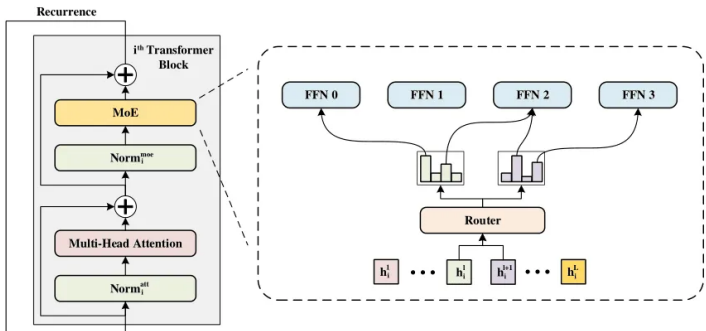 Recurrence
iᵗʰ Transformer
Block
MoE
Normᵢᵐᵒᵉ
Multi-Head Attention
Normᵢᵃᵗᵗ
FFN 0 FFN 1 FFN 2 FFN 3
Router
hᵢ¹ • • • hᵢˡ hᵢˡ⁺¹ • • • hᵢᴸ